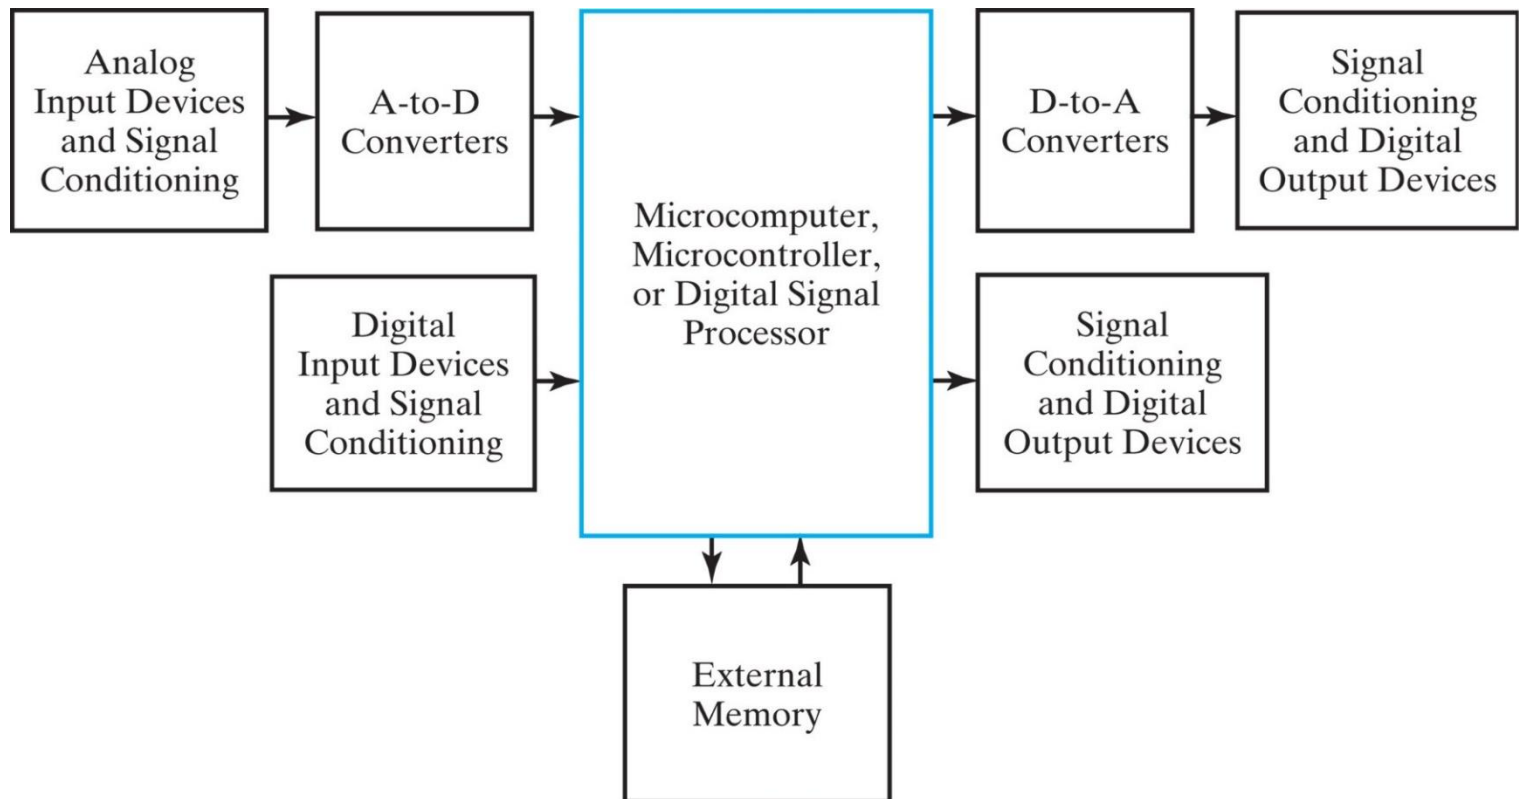 Analog
Input Devices
and Signal
Conditioning
A-to-D
Converters
Microcomputer,
Microcontroller,
or Digital Signal
Processor
D-to-A
Converters
Signal
Conditioning
and Digital
Output Devices
Digital
Input Devices
and Signal
Conditioning
Signal
Conditioning
and Digital
Output Devices
External
Memory